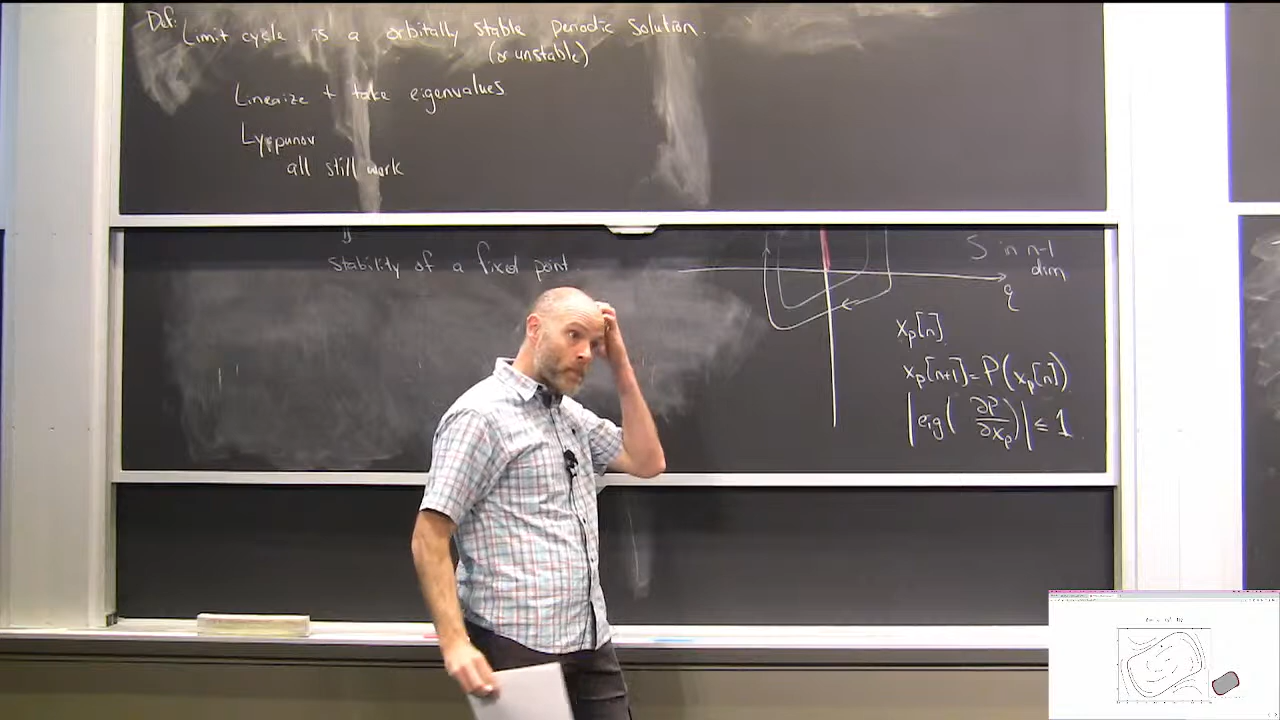 Def: Limit cycle is a orbitally stable periodic solution.
(or unstable)
Linearize + take eigenvalues
Lyapunov
all still work
stability of a fixed point.
S in n-1
dim
q
xₚ[n]
xₚ[n+1] = P(xₚ[n])
|eig(∂P/∂xₚ)| ≤ 1